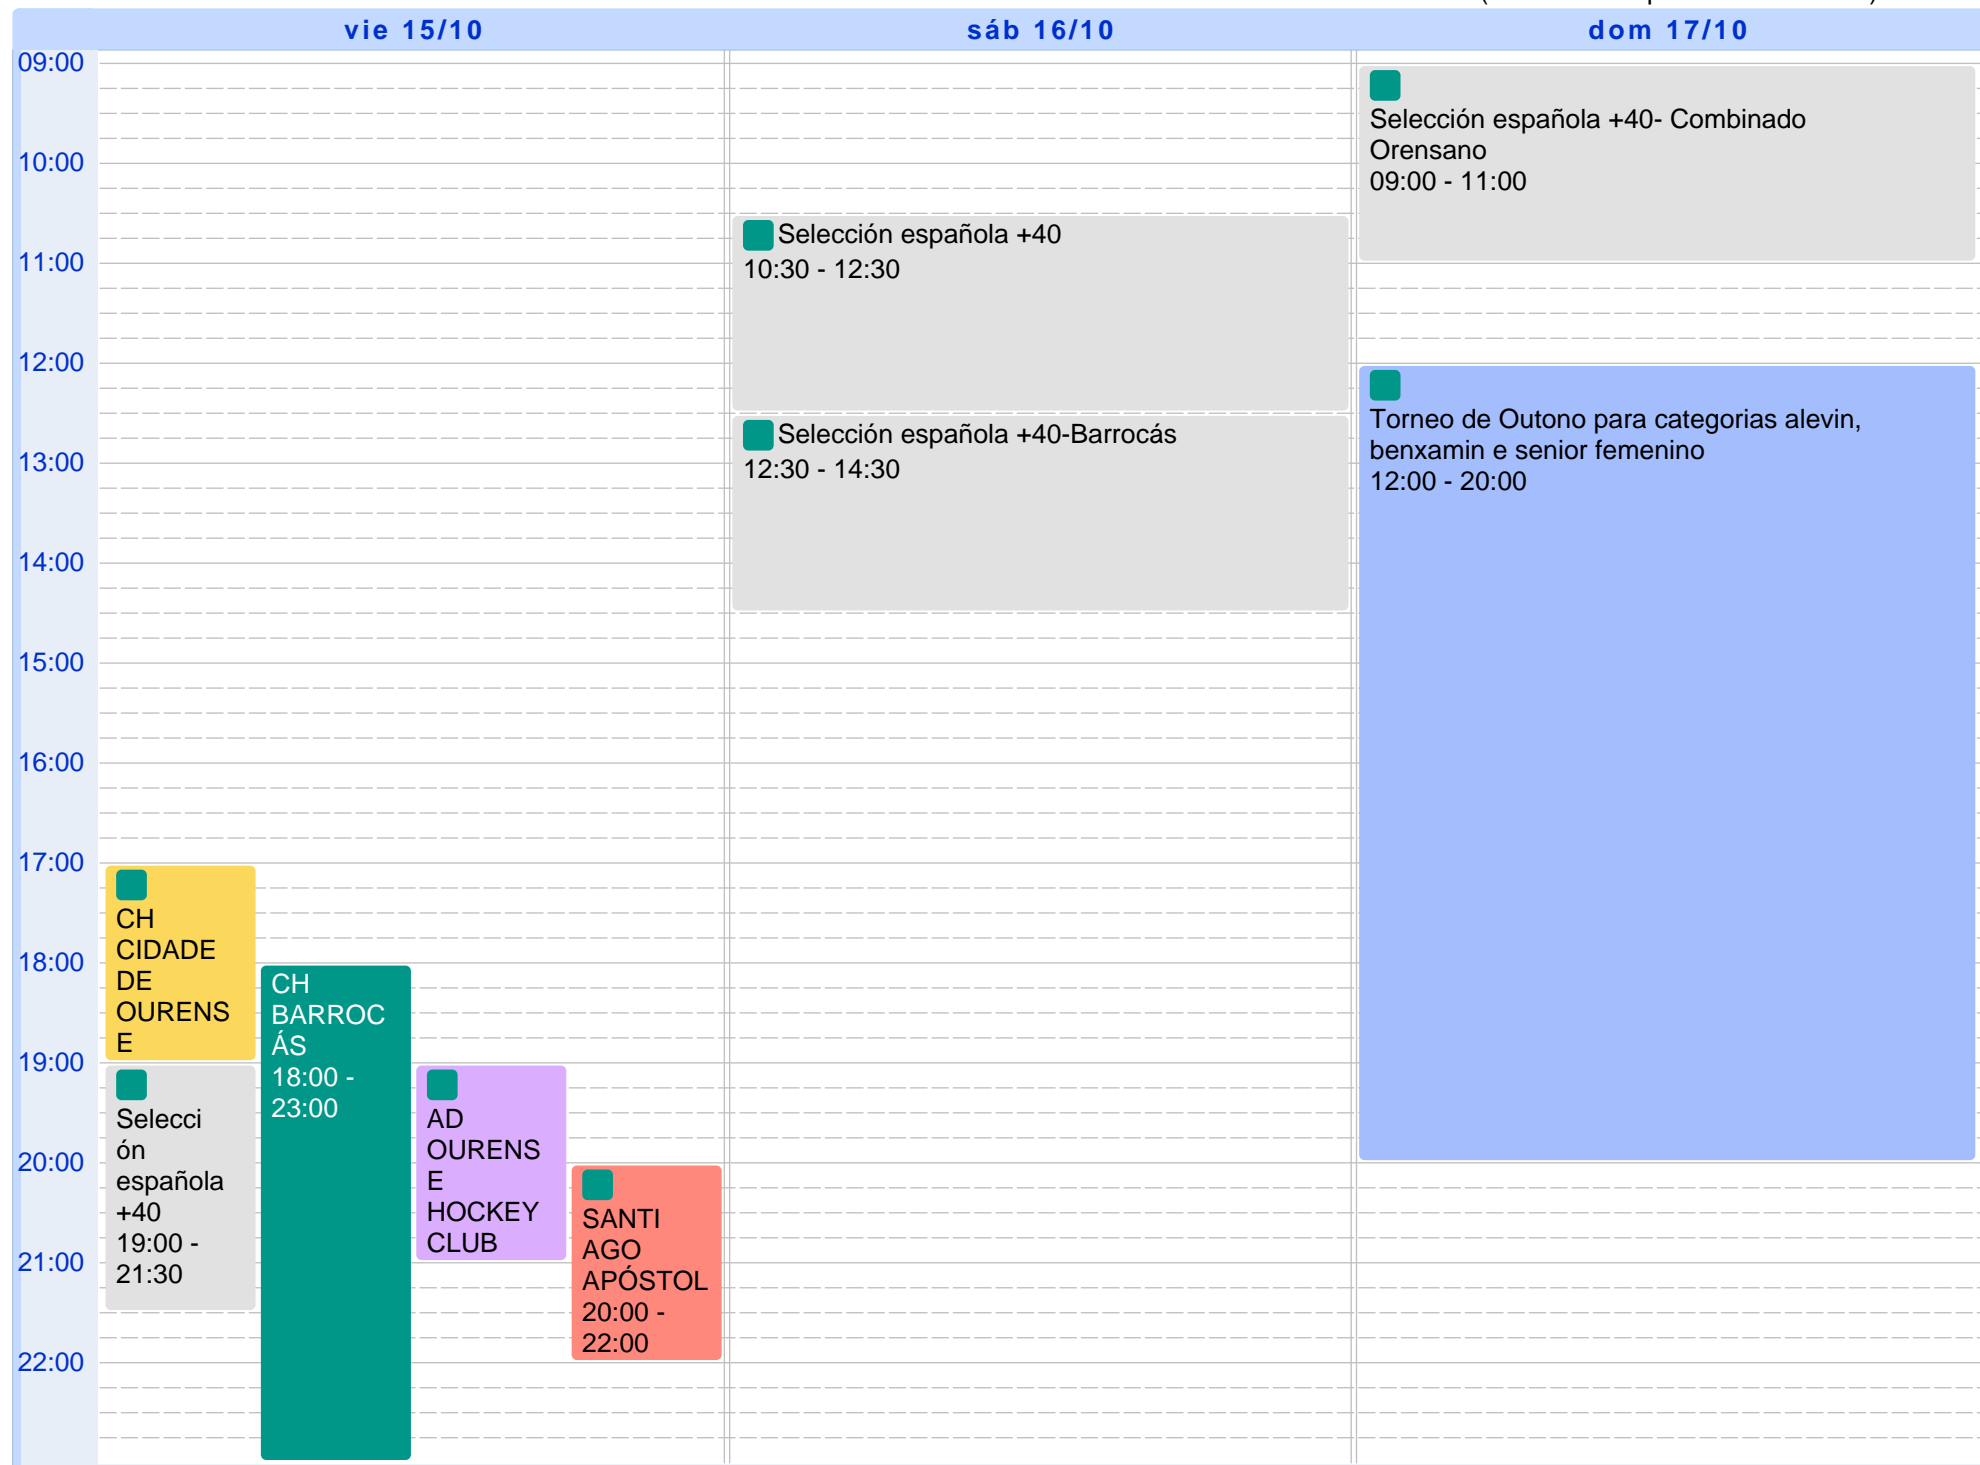 vie 15/10
sáb 16/10
dom 17/10
09:00
10:00
11:00
12:00
13:00
14:00
15:00
16:00
17:00
18:00
19:00
20:00
21:00
22:00
CH
CIDADE
DE
OURENS
E
Selecci
ón
española
+40
19:00 -
21:30
CH
BARROC
ÁS
18:00 -
23:00
AD
OURENS
E
HOCKEY
CLUB
SANTI
AGO
APÓSTOL
20:00 -
22:00
Selección española +40
10:30 - 12:30
Selección española +40-Barrocás
12:30 - 14:30
Selección española +40- Combinado
Orensano
09:00 - 11:00
Torneo de Outono para categorias alevin,
benxamin e senior femenino
12:00 - 20:00